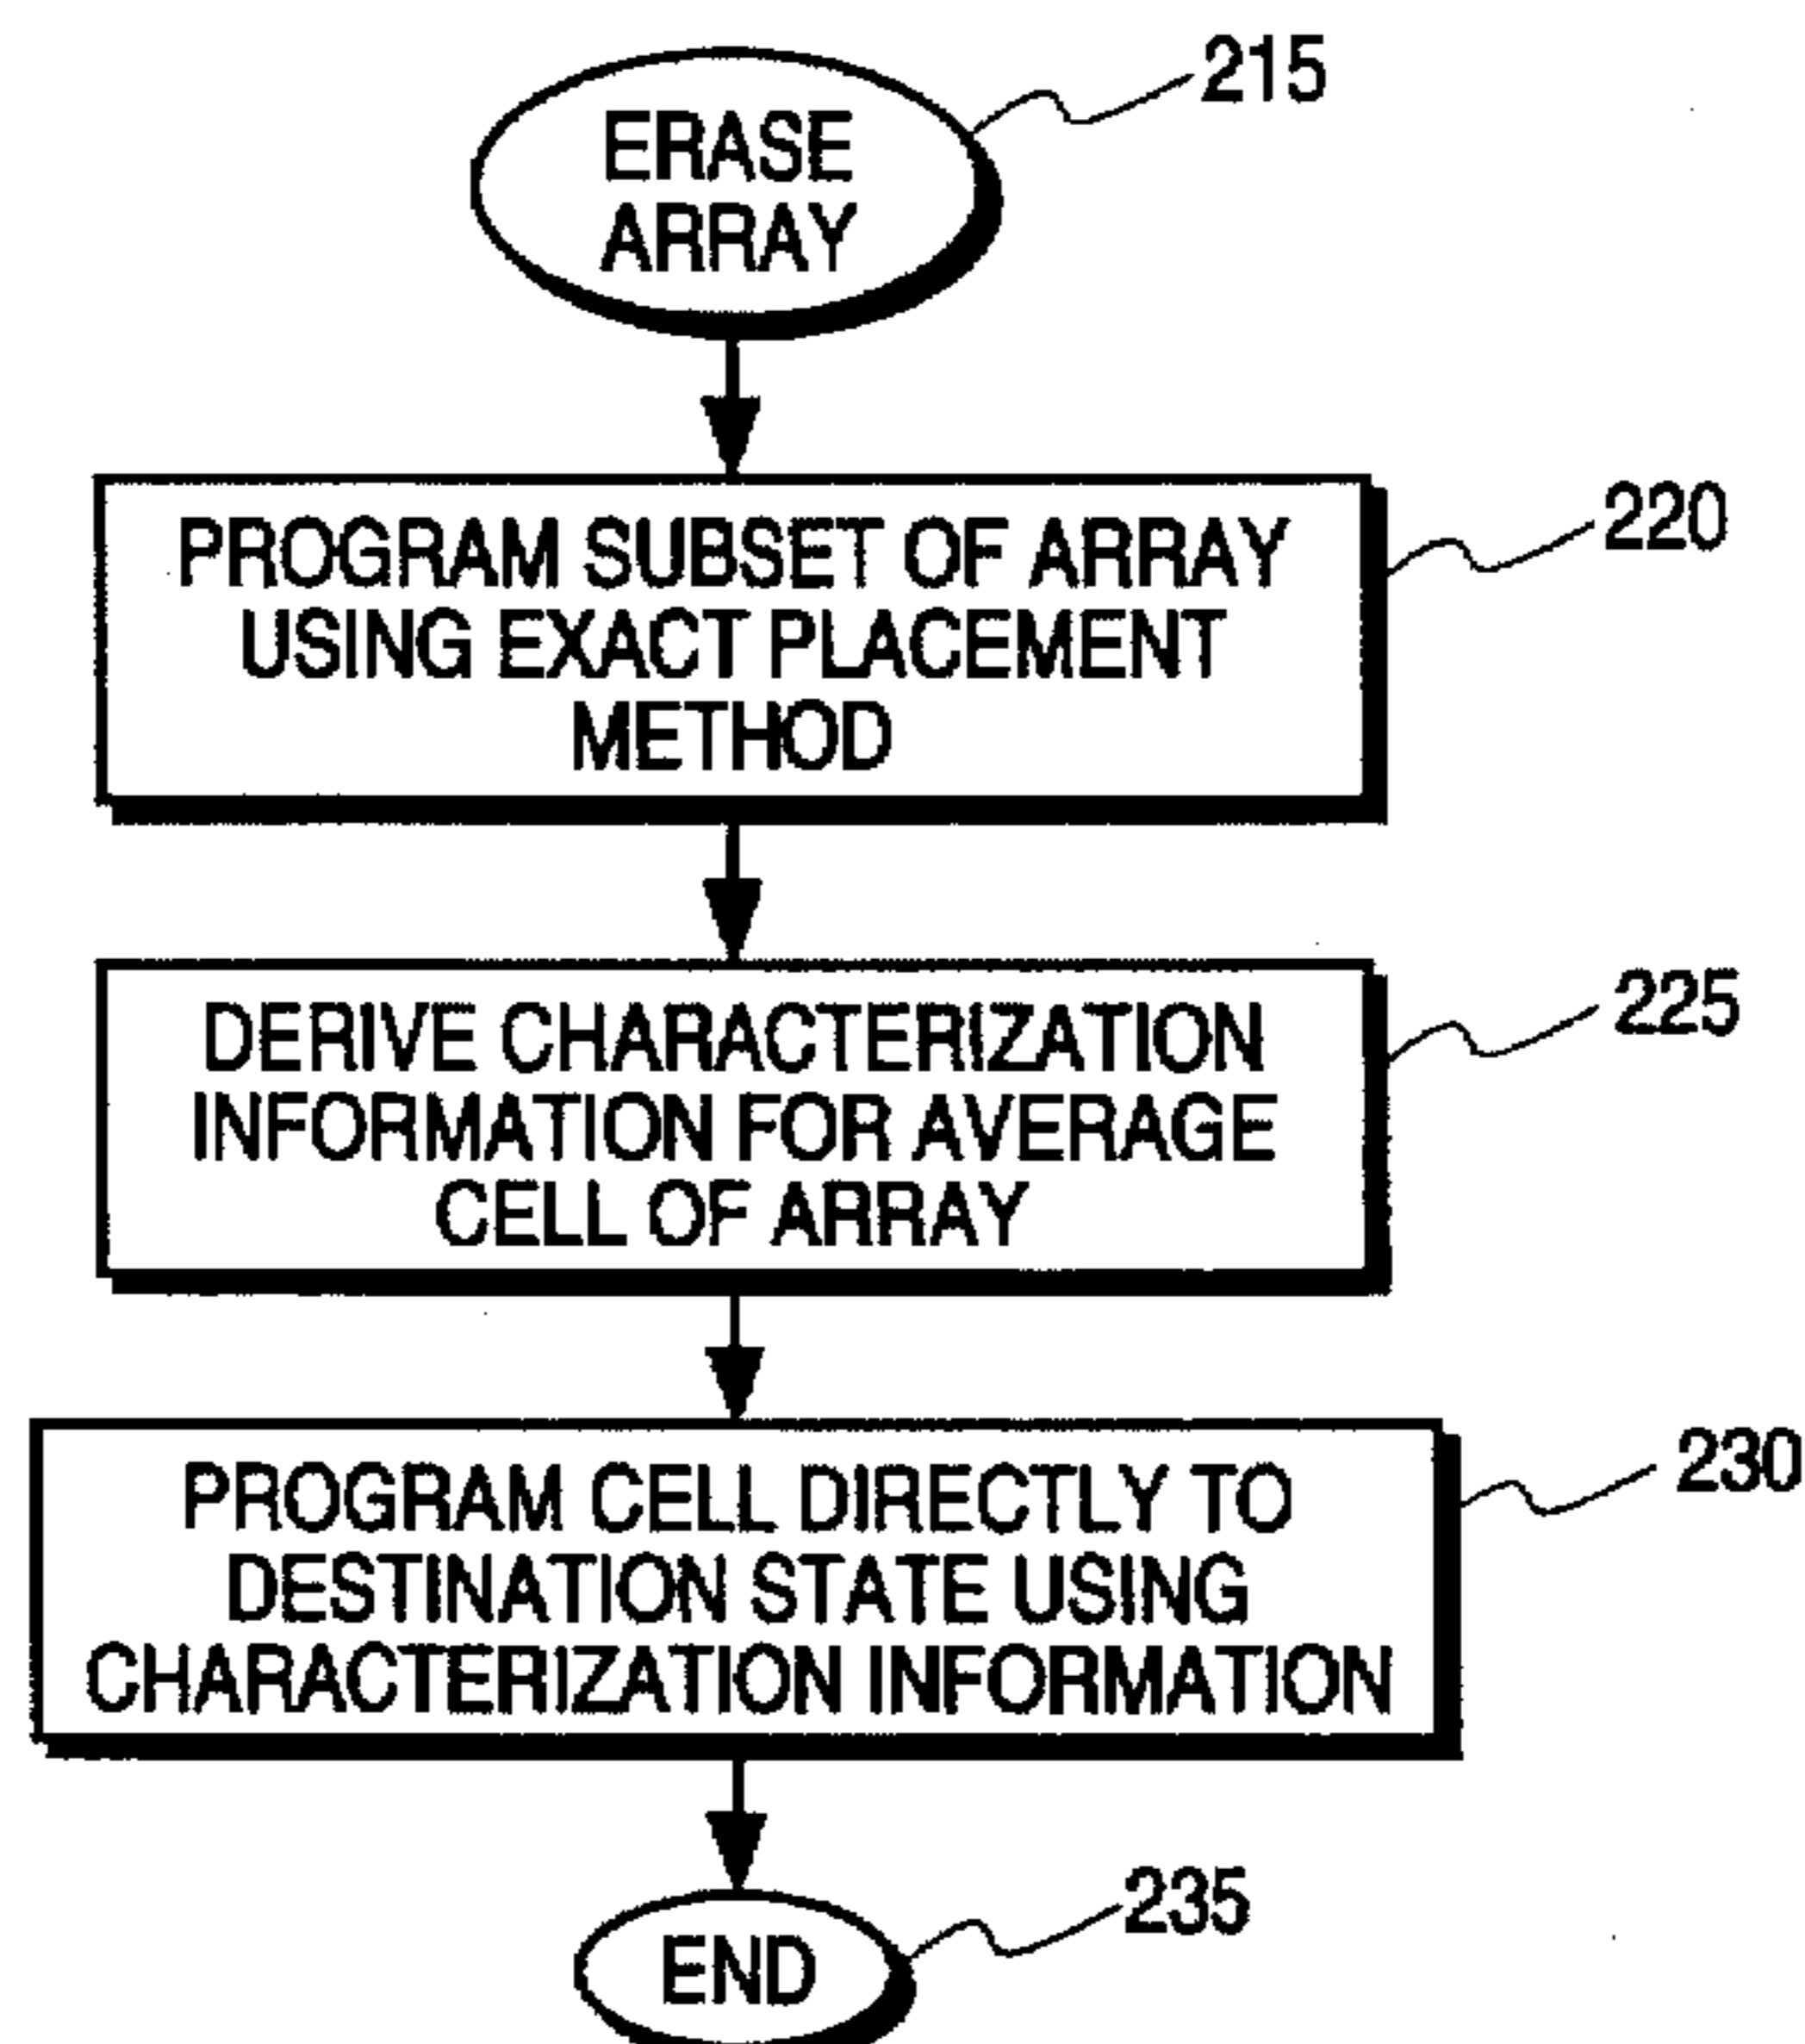 215
ERASE
ARRAY
220
PROGRAM SUBSET OF ARRAY
USING EXACT PLACEMENT
METHOD
225
DERIVE CHARACTERIZATION
INFORMATION FOR AVERAGE
CELL OF ARRAY
230
PROGRAM CELL DIRECTLY TO
DESTINATION STATE USING
CHARACTERIZATION INFORMATION
235
END